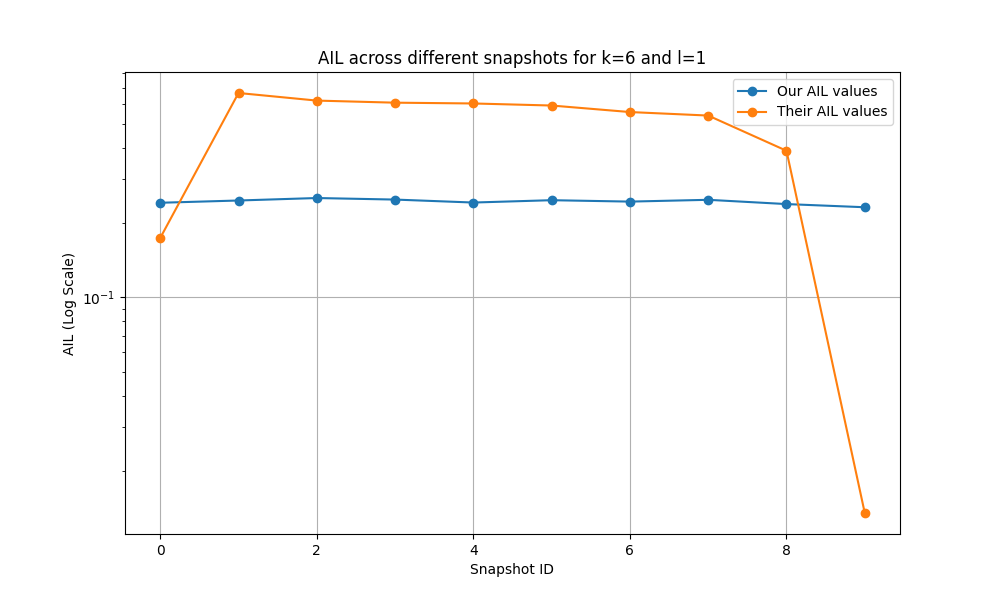 AIL across different snapshots for k=6 and l=1
Our AIL values
Their AIL values
AIL (Log Scale)
10⁻¹
0 2 4 6 8
Snapshot ID